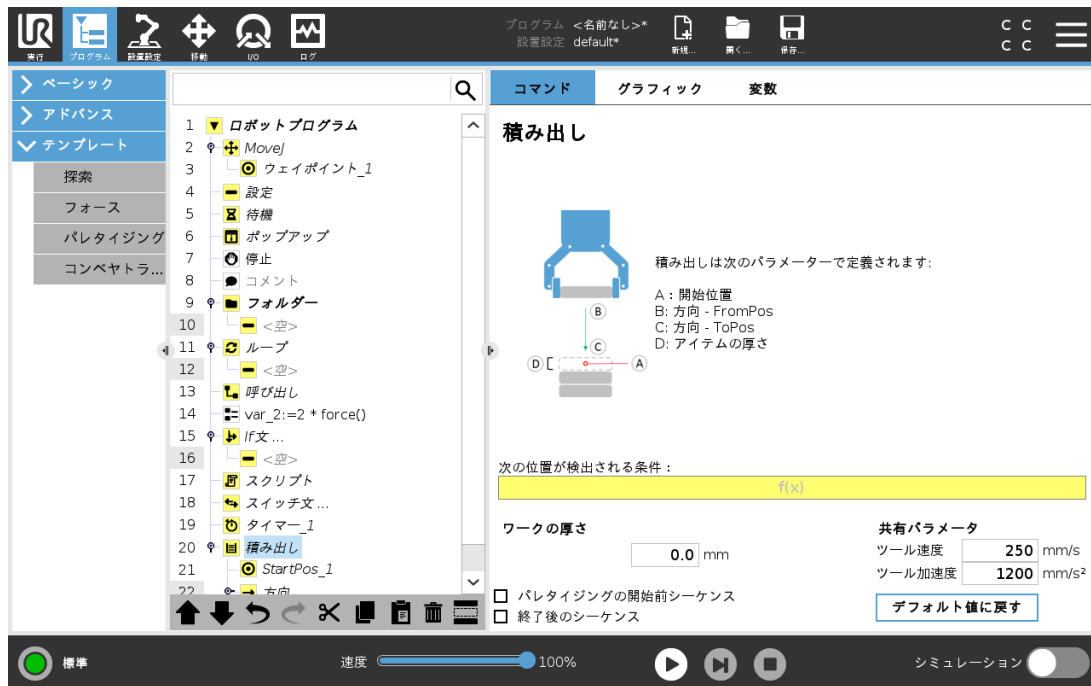 実行
プログラム
設置設定
移動
I/O
ログ
プログラム <名前なし>*
設置設定 default*
新規...
開く...
保存...
C C
C C
ベーシック
アドバンス
テンプレート
探索
フォース
パレタイジング
コンベヤトラ...
1 ロボットプログラム
2 MoveJ
3 ウェイポイント_1
4 設定
5 待機
6 ポップアップ
7 停止
8 コメント
9 フォルダー
10 <空>
11 ループ
12 <空>
13 呼び出し
14 var_2:=2 * force()
15 If文 ...
16 <空>
17 スクリプト
18 スイッチ文 ...
19 タイマー_1
20 積み出し
21 StartPos_1
22 方向
コマンド グラフィック 変数
積み出し
積み出しは次のパラメーターで定義されます:
A : 開始位置
B: 方向 - FromPos
C: 方向 - ToPos
D: アイテムの厚さ
B
C
D
A
次の位置が検出される条件 :
f(x)
ワークの厚さ
0.0 mm
共有パラメータ
ツール速度 250 mm/s
ツール加速度 1200 mm/s²
デフォルト値に戻す
パレタイジングの開始前シーケンス
終了後のシーケンス
標準
速度 100%
シミュレーション